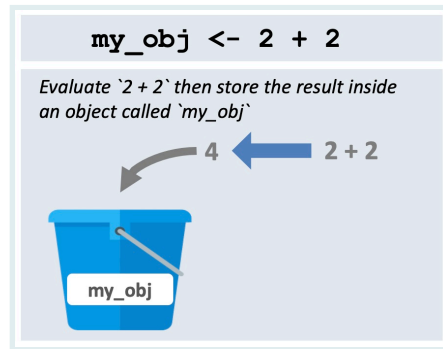 my_obj <- 2 + 2
Evaluate `2 + 2` then store the result inside
an object called `my_obj`
4 2 + 2
my_obj